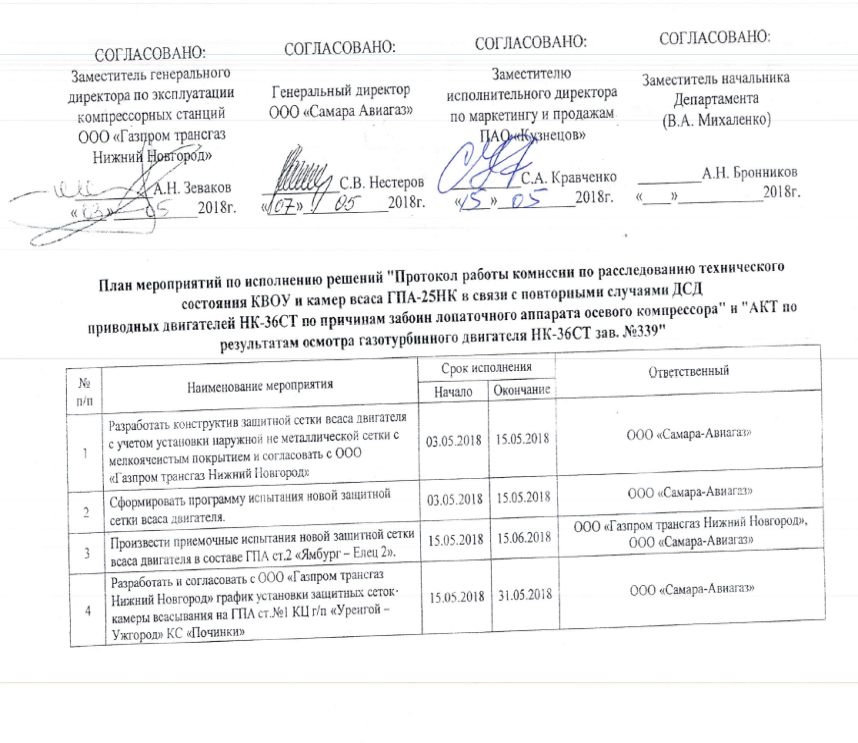 СОГЛАСОВАНО:
Заместитель генерального
директора по эксплуатации
компрессорных станций
ООО «Газпром трансгаз
Нижний Новгород»
А.Н. Зеваков
«03» 05 2018г.
СОГЛАСОВАНО:
Генеральный директор
ООО «Самара Авиагаз»
С.В. Нестеров
«07» 05 2018г.
СОГЛАСОВАНО:
Заместителю
исполнительного директора
по маркетингу и продажам
ПАО «Кузнецов»
С.А. Кравченко
«15» 05 2018г.
СОГЛАСОВАНО:
Заместитель начальника
Департамента
(В.А. Михаленко)
А.Н. Бронников
«____»____________2018г.
План мероприятий по исполнению решений "Протокол работы комиссии по расследованию технического
состояния КВОУ и камер всаса ГПА-25НК в связи с повторными случаями ДСД
приводных двигателей НК-36СТ по причинам забоин лопаточного аппарата осевого компрессора" и "АКТ по
результатам осмотра газотурбинного двигателя НК-36СТ зав. №339"
№
п/п
Наименование мероприятия
Срок исполнения
Начало
Окончание
Ответственный
1
Разработать конструктив защитной сетки всаса двигателя
с учетом установки наружной не металлической сетки с
мелкоячеистым покрытием и согласовать с ООО
«Газпром трансгаз Нижний Новгород»
03.05.2018
15.05.2018
ООО «Самара-Авиагаз»
2
Сформировать программу испытания новой защитной
сетки всаса двигателя.
03.05.2018
15.05.2018
ООО «Самара-Авиагаз»
3
Произвести приемочные испытания новой защитной сетки
всаса двигателя в составе ГПА ст.2 «Ямбург – Елец 2».
15.05.2018
15.06.2018
ООО «Газпром трансгаз Нижний Новгород»,
ООО «Самара-Авиагаз»
4
Разработать и согласовать с ООО «Газпром трансгаз
Нижний Новгород» график установки защитных сеток
камеры всасывания на ГПА ст.№1 КЦ г/п «Уренгой –
Ужгород» КС «Починки»
15.05.2018
31.05.2018
ООО «Самара-Авиагаз»